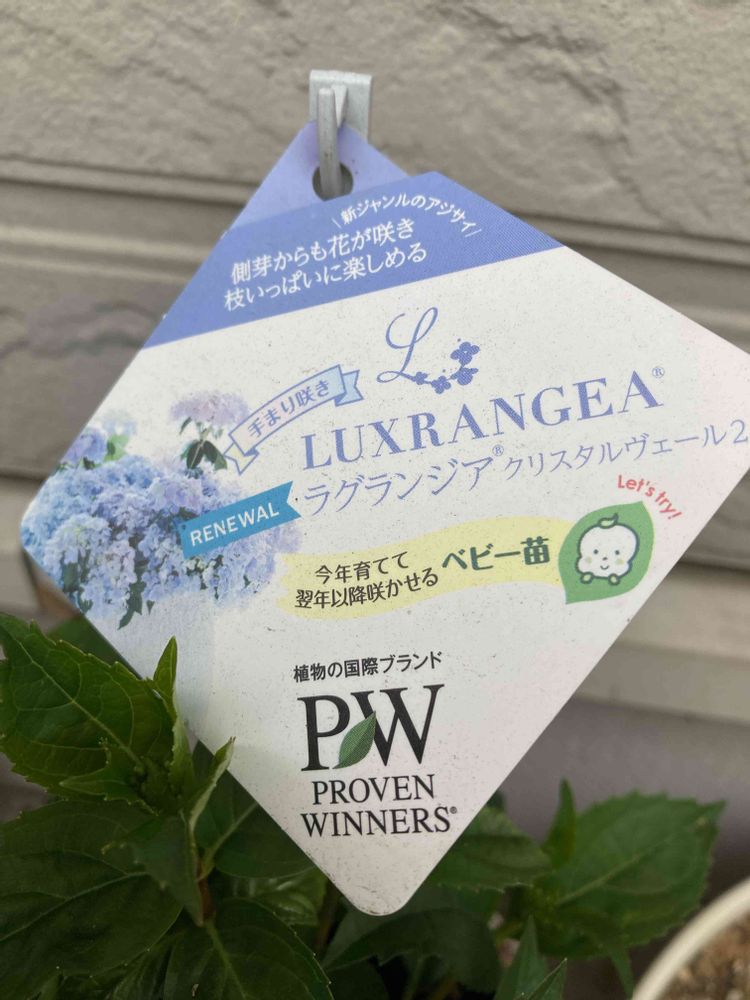 \新ジャンルのアジサイ/
側芽からも花が咲き
枝いっぱいに楽しめる
L
手まり咲き
LUXRANGEA®
ラグランジア®クリスタルヴェール2
RENEWAL
Let's try!
今年育てて
翌年以降咲かせる
ベビー苗
植物の国際ブランド
PW
PROVEN
WINNERS®